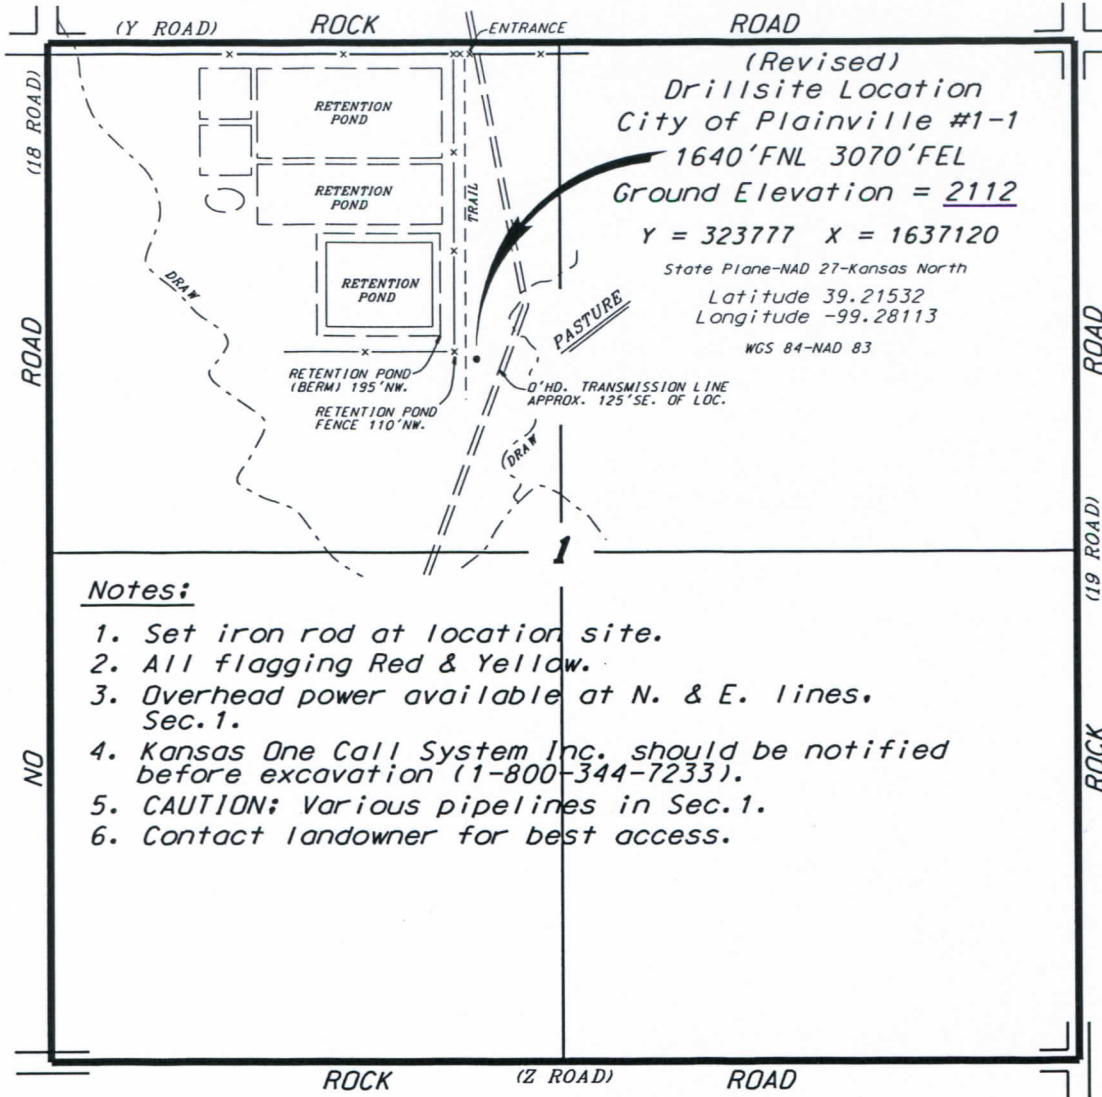 (Y ROAD) ROCK ROAD
ENTRANCE
(18 ROAD)
ROAD
NO
(Revised)
Drillsite Location
City of Plainville #1-1
1640'FNL 3070'FEL
Ground Elevation = 2112
Y = 323777 X = 1637120
State Plane-NAD 27-Kansas North
Latitude 39.21532
Longitude -99.28113
WGS 84-NAD 83
RETENTION
POND
RETENTION
POND
RETENTION
POND
TRAIL
DRAW
PASTURE
RETENTION POND
(BERM) 195'NW.
RETENTION POND
FENCE 110'NW.
O'HD. TRANSMISSION LINE
APPROX. 125'SE. OF LOC.
DRAW
1
ROAD
(19 ROAD)
ROCK
Notes:
1. Set iron rod at location site.
2. All flagging Red & Yellow.
3. Overhead power available at N. & E. lines.
Sec.1.
4. Kansas One Call System Inc. should be notified
before excavation (1-800-344-7233).
5. CAUTION: Various pipelines in Sec.1.
6. Contact landowner for best access.
ROCK (Z ROAD) ROAD